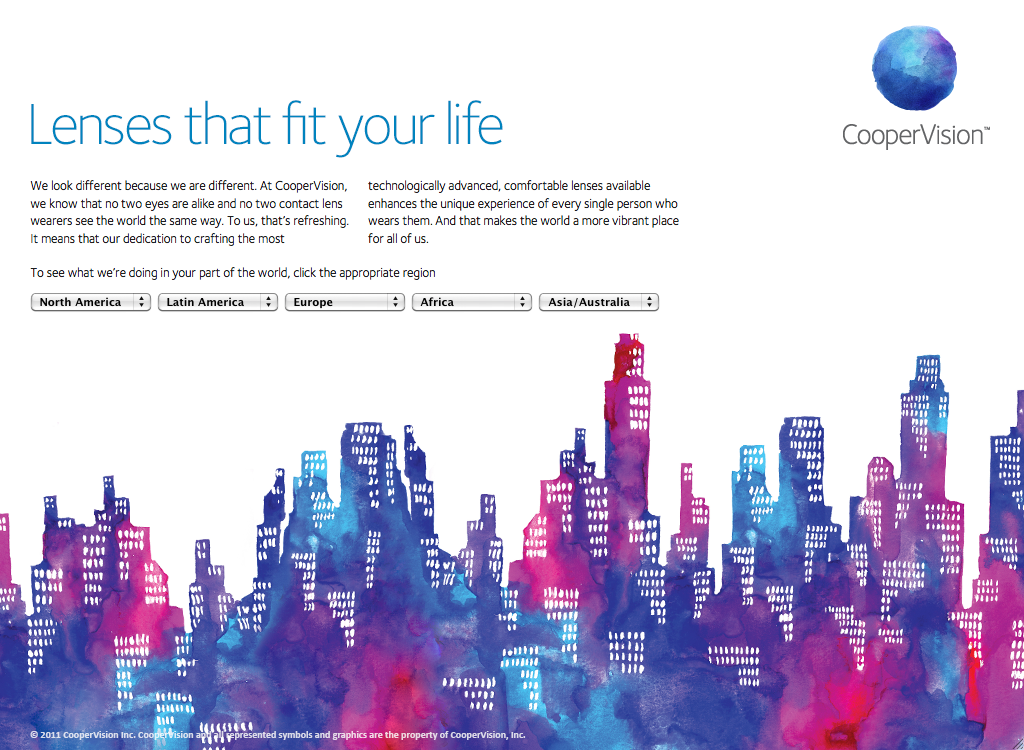 CooperVision™
Lenses that fit your life
We look different because we are different. At CooperVision,
we know that no two eyes are alike and no two contact lens
wearers see the world the same way. To us, that's refreshing.
It means that our dedication to crafting the most
technologically advanced, comfortable lenses available
enhances the unique experience of every single person who
wears them. And that makes the world a more vibrant place
for all of us.
To see what we're doing in your part of the world, click the appropriate region
North America
Latin America
Europe
Africa
Asia/Australia
© 2011 CooperVision Inc. CooperVision and all represented symbols and graphics are the property of CooperVision, Inc.